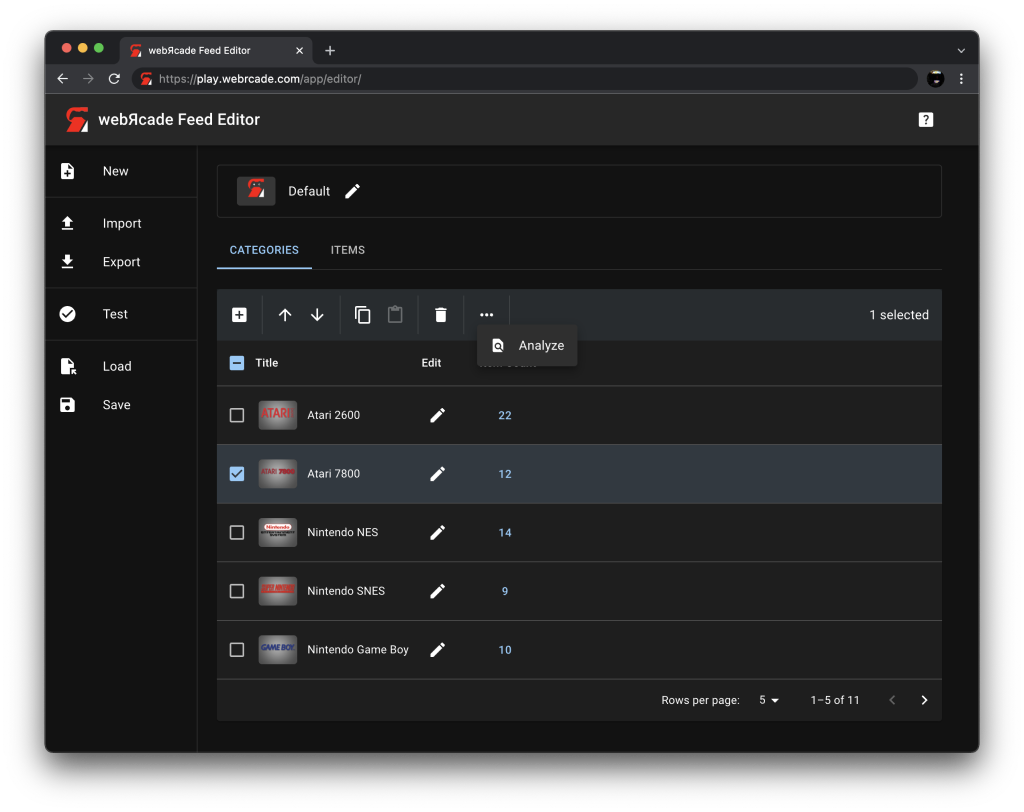 webЯcade Feed Editor
https://play.webrcade.com/app/editor/
webЯcade Feed Editor
?
New
Import
Export
Test
Load
Save
Default
CATEGORIES ITEMS
1 selected
Analyze
Title Edit
ATARI Atari 2600 22
ATARI 7800 Atari 7800 12
Nintendo Nintendo NES 14
Nintendo SNES 9
GAME BOY Nintendo Game Boy 10
Rows per page: 5 1–5 of 11